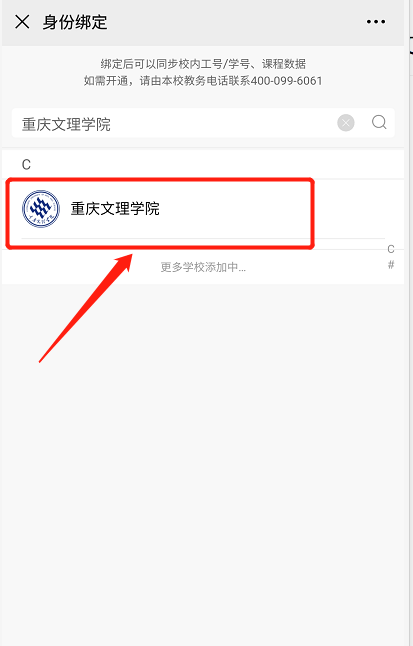 身份绑定
绑定后可以同步校内工号/学号、课程数据
如需开通，请由本校教务电话联系400-099-6061
重庆文理学院
C
重庆文理学院
C
#
更多学校添加中...